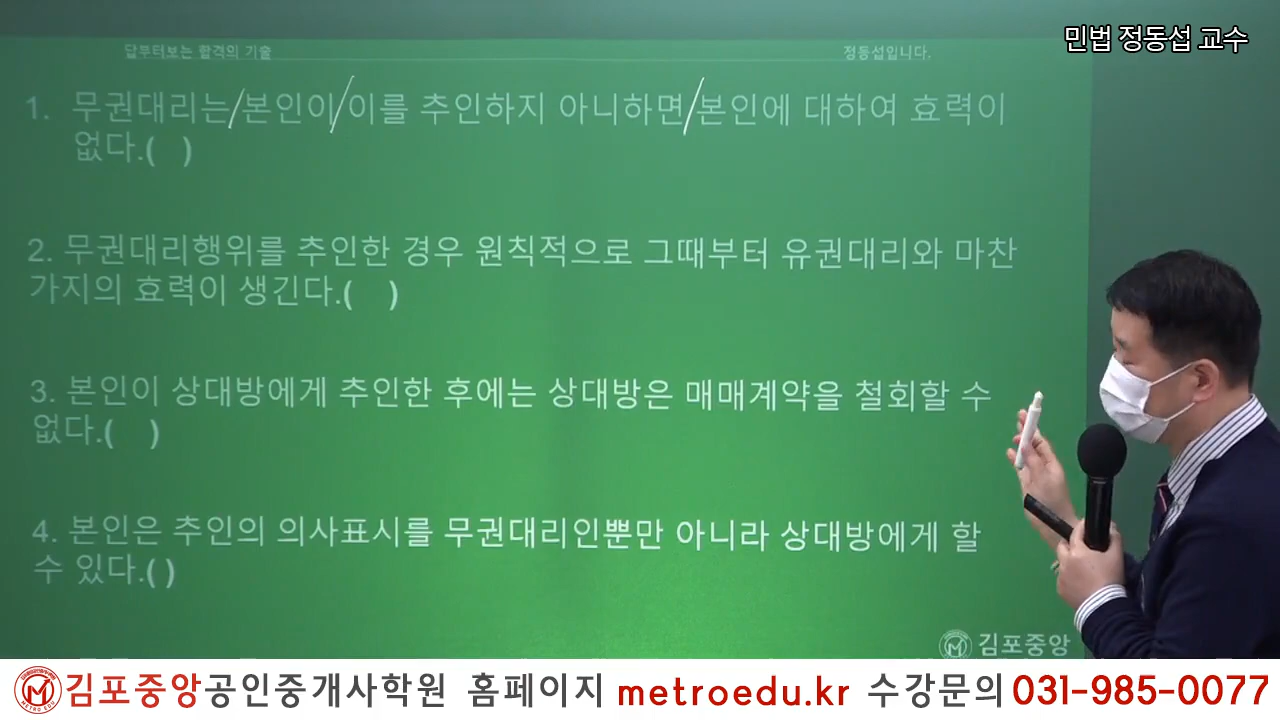 민법 정동섭 교수
답부터보는 합격의 기술
정동섭입니다.
1. 무권대리는 본인이 이를 추인하지 아니하면 본인에 대하여 효력이
없다.( )
2. 무권대리행위를 추인한 경우 원칙적으로 그때부터 유권대리와 마찬
가지의 효력이 생긴다.( )
3. 본인이 상대방에게 추인한 후에는 상대방은 매매계약을 철회할 수
없다.( )
4. 본인은 추인의 의사표시를 무권대리인뿐만 아니라 상대방에게 할
수 있다.( )
김포중앙
METRO EDU 김포중앙공인중개사학원 홈페이지 metroedu.kr 수강문의 031-985-0077